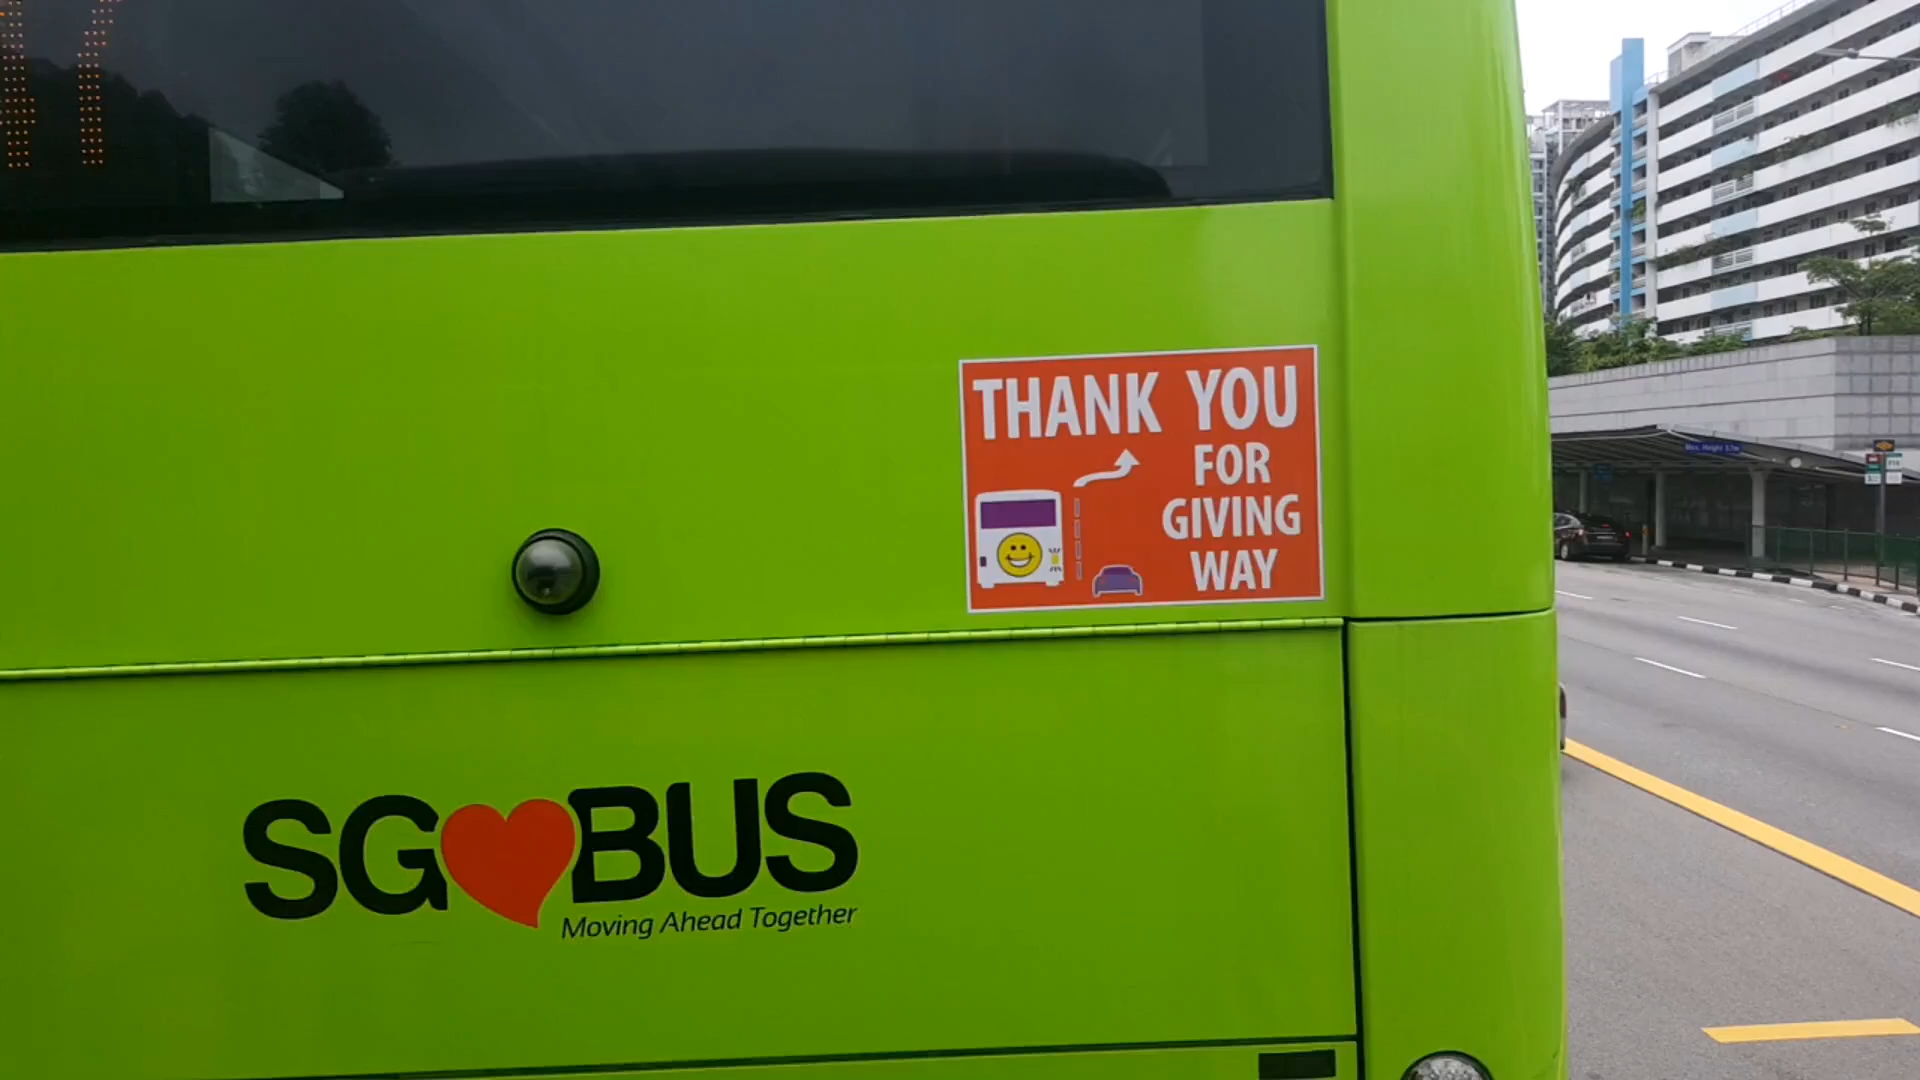 THANK YOU
FOR
GIVING
WAY
SG BUS
Moving Ahead Together